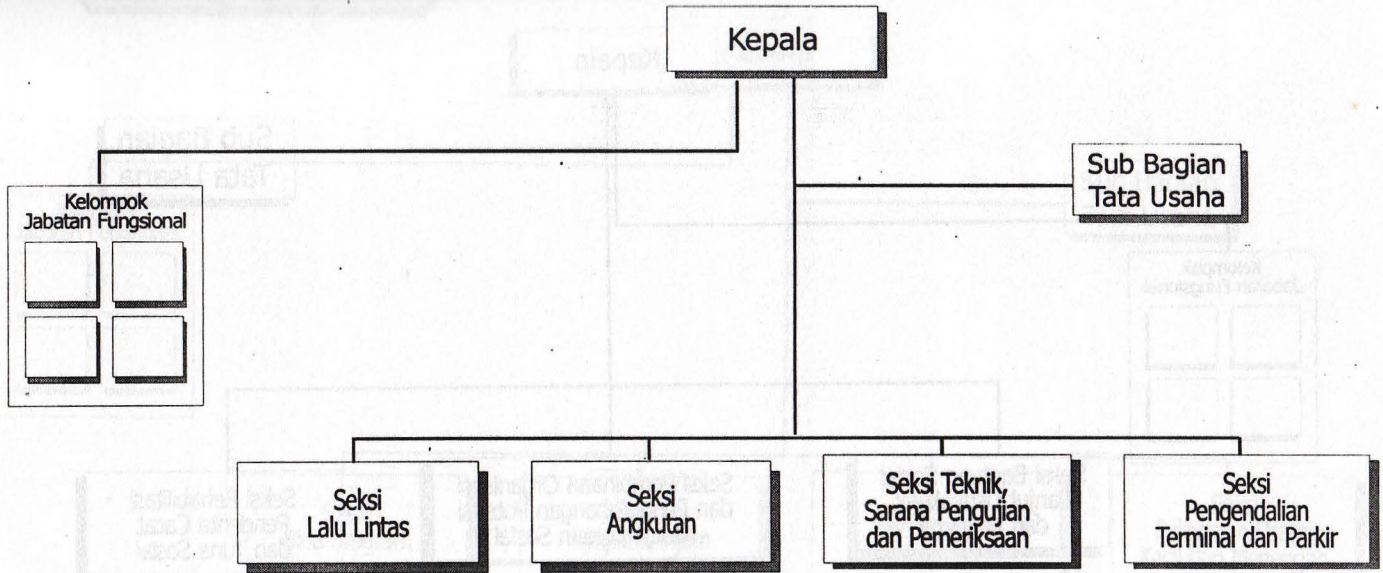 Kepala
Sub Bagian
Tata Usaha
Kelompok
Jabatan Fungsional
Seksi
Lalu Lintas
Seksi
Angkutan
Seksi Teknik,
Sarana Pengujian
dan Pemeriksaan
Seksi
Pengendalian
Terminal dan Parkir